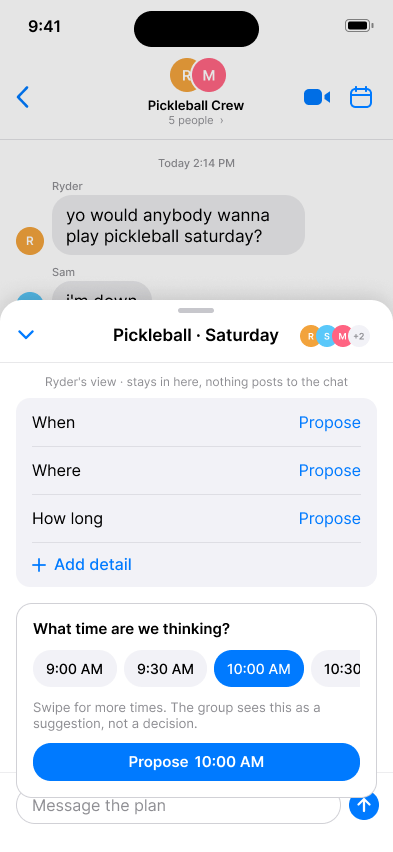 9:41
R M
Pickleball Crew
5 people ›
Today 2:14 PM
Ryder
yo would anybody wanna
play pickleball saturday?
R
Sam
i'm down
Pickleball · Saturday
R S M +2
Ryder's view · stays in here, nothing posts to the chat
When Propose
Where Propose
How long Propose
+ Add detail
What time are we thinking?
9:00 AM 9:30 AM 10:00 AM 10:30
Swipe for more times. The group sees this as a
suggestion, not a decision.
Propose 10:00 AM
Message the plan